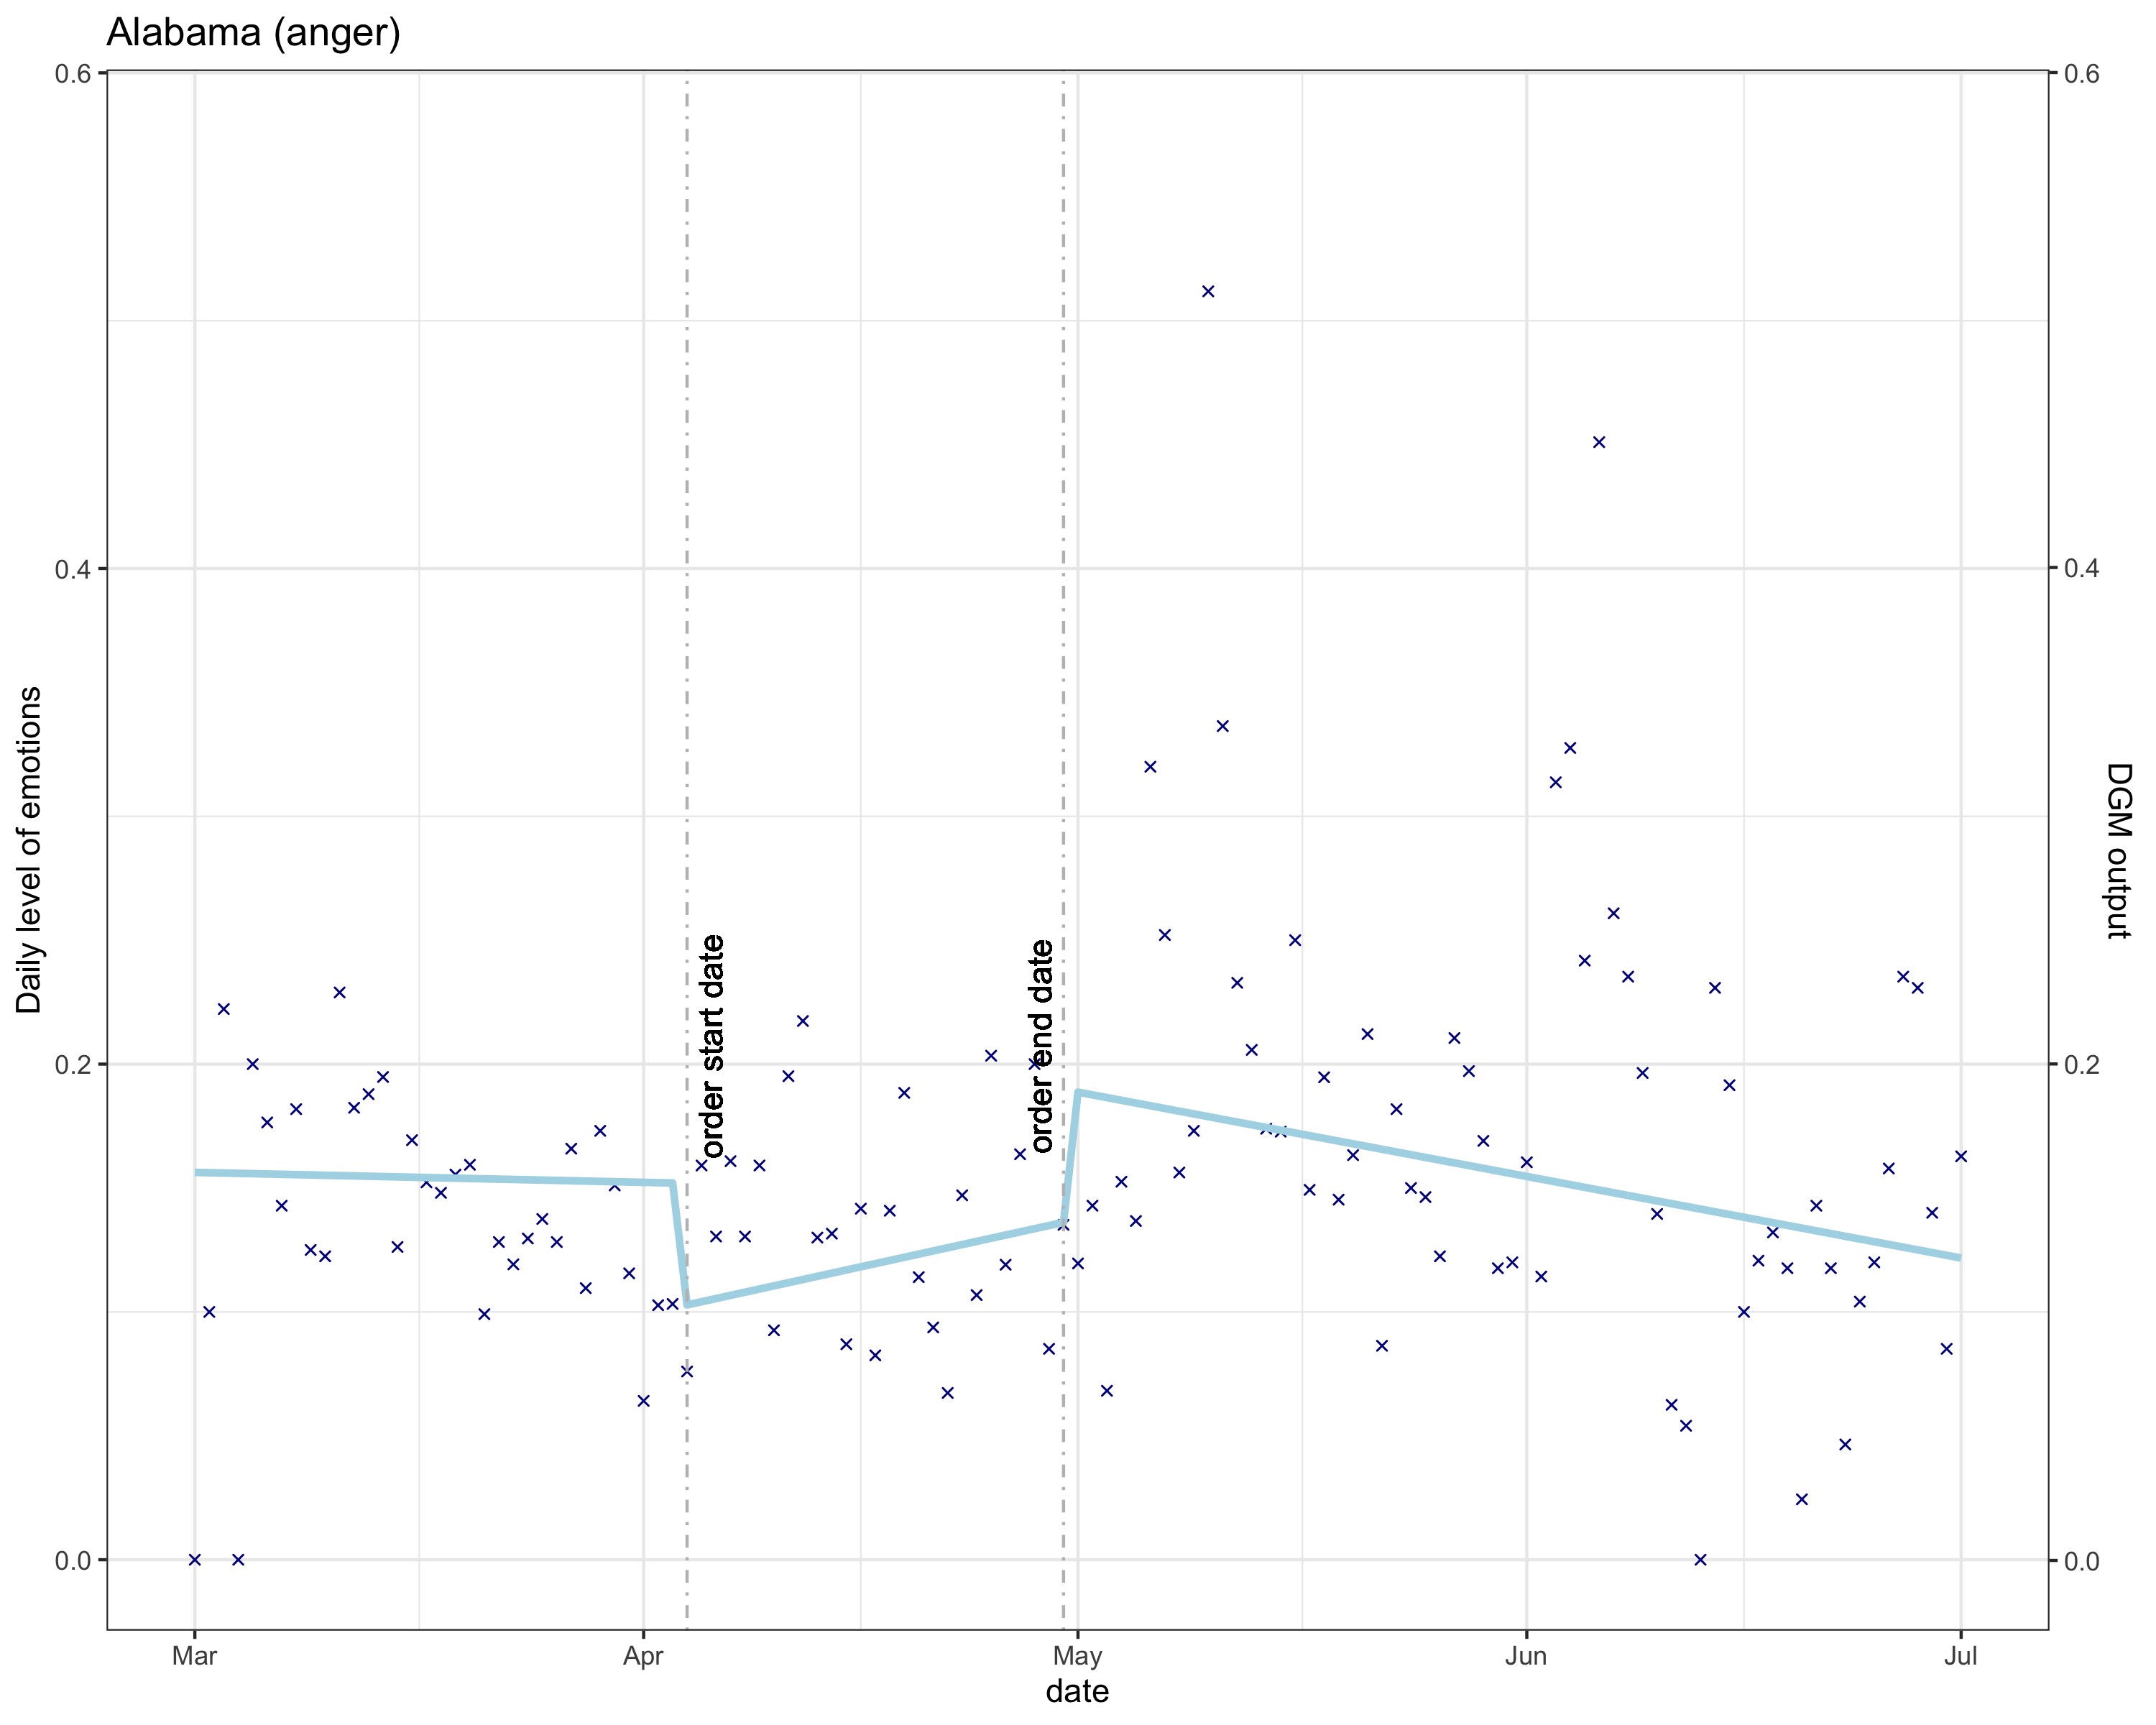 Alabama (anger)
0.6
0.4
0.2
0.0
Daily level of emotions
order start date
order end date
0.6
0.4
0.2
0.0
DGM output
Mar
Apr
May
Jun
Jul
date